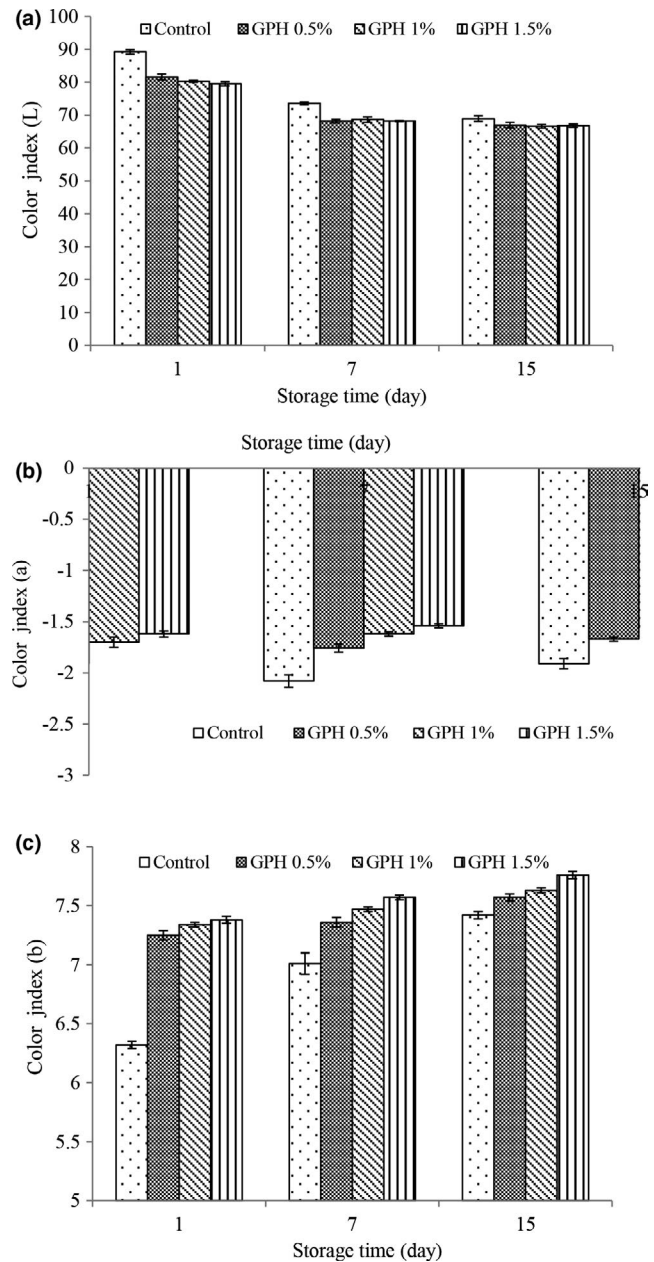 (a)
Control GPH 0.5% GPH 1% GPH 1.5%
100
90
80
70
60
50
40
30
20
10
0
Color jndex (L)
1 7 15
Storage time (day)
Storage time (day)
(b)
0
-0.5
-1
-1.5
-2
-2.5
-3
Color jndex (a)
Control GPH 0.5% GPH 1% GPH 1.5%
(c)
Control GPH 0.5% GPH 1% GPH 1.5%
8
7.5
7
6.5
6
5.5
5
Color jndex (b)
1 7 15
Storage time (day)